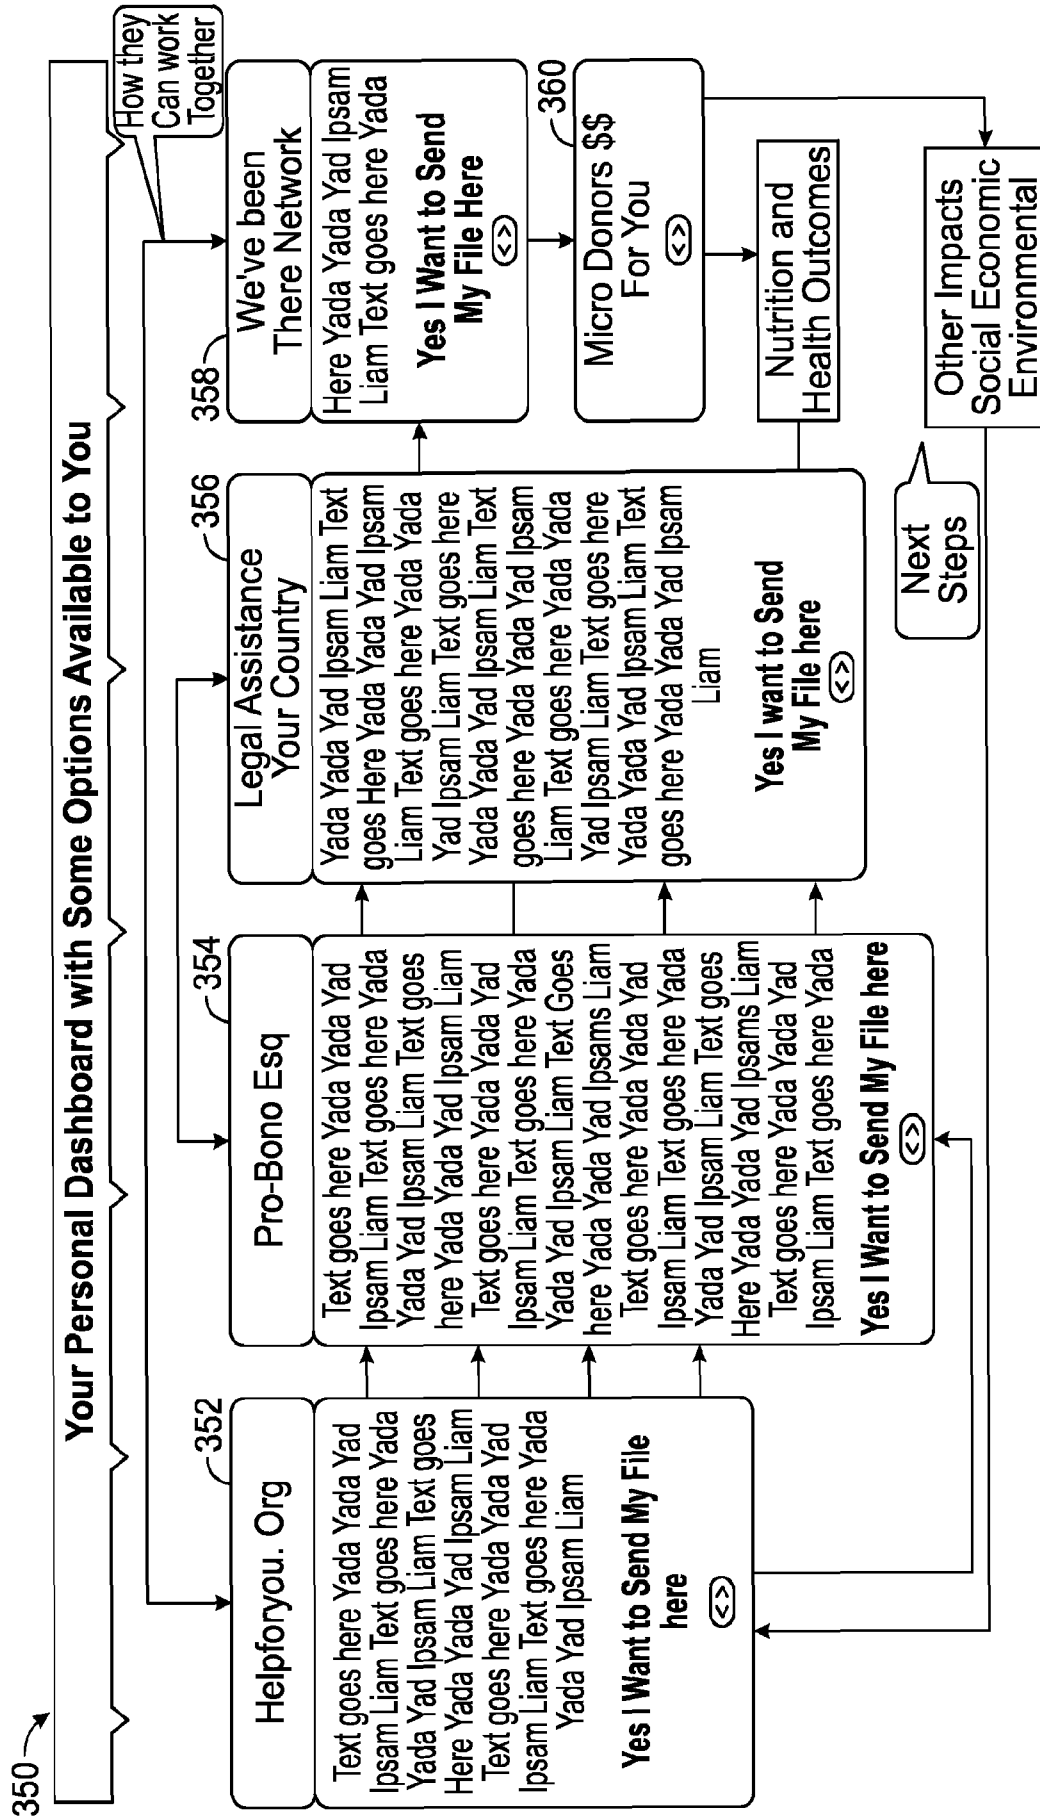 350
Your Personal Dashboard with Some Options Available to You
How they
Can work
Together
352
Helpforyou. Org
Text goes here Yada Yada Yad
Ipsam Liam Text goes here Yada
Yada Yad Ipsam Liam Text goes
Here Yada Yada Yad Ipsam Liam
Text goes here Yada Yada Yad
Ipsam Liam Text goes here Yada
Yada Yad Ipsam Liam
Yes I Want to Send My File
here
<>
354
Pro-Bono Esq
Text goes here Yada Yada Yad
Ipsam Liam Text goes here Yada
Yada Yad Ipsam Liam Text goes
here Yada Yada Yad Ipsam Liam
Text goes here Yada Yada Yad
Ipsam Liam Text goes here Yada
Yada Yad Ipsam Liam Text Goes
here Yada Yada Yad Ipsams Liam
Text goes here Yada Yada Yad
Ipsam Liam Text goes here Yada
Yada Yad Ipsam Liam Text goes
Here Yada Yada Yad Ipsams Liam
Text goes here Yada Yada Yad
Ipsam Liam Text goes here Yada
Yes I Want to Send My File here
<>
356
Legal Assistance
Your Country
Yada Yada Yad Ipsam Liam Text
goes Here Yada Yada Yad Ipsam
Liam Text goes here Yada Yada
Yad Ipsam Liam Text goes here
Yada Yada Yad Ipsam Liam Text
goes here Yada Yada Yad Ipsam
Liam Text goes here Yada Yada
Yad Ipsam Liam Text goes here
Yada Yada Yad Ipsam Liam Text
goes here Yada Yada Yad Ipsam
Liam
Yes I want to Send
My File here
<>
358
We've been
There Network
Here Yada Yada Yad Ipsam
Liam Text goes here Yada
Yes I Want to Send
My File Here
<>
360
Micro Donors $$
For You
<>
Nutrition and
Health Outcomes
Next
Steps
Other Impacts
Social Economic
Environmental